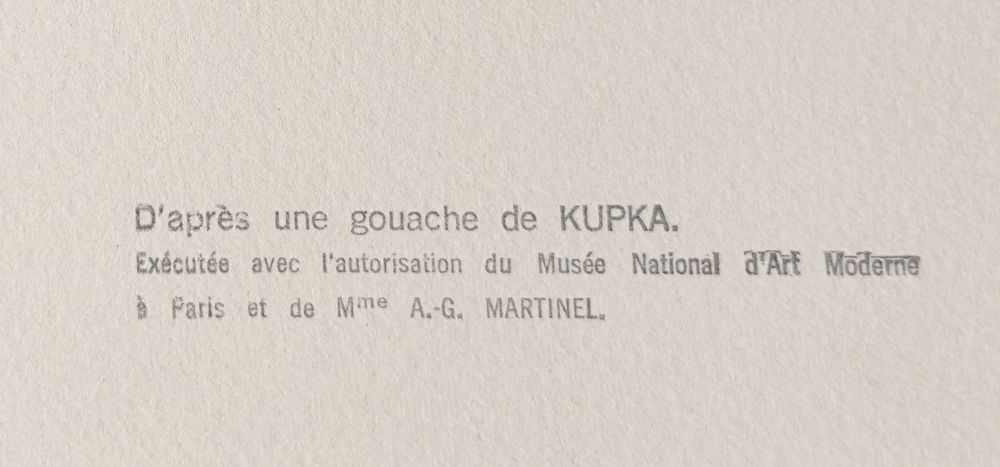 D'après une gouache de KUPKA.
Exécutée avec l'autorisation du Musée National d'Art Moderne
à Paris et de Mme A.-G. MARTINEL.